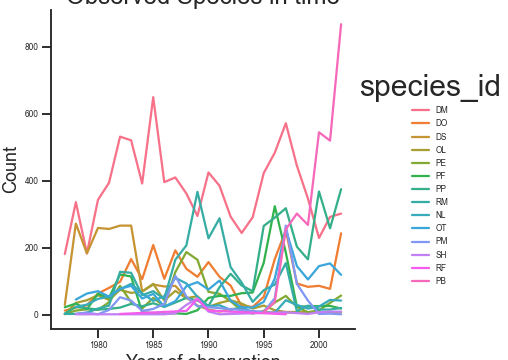 Observed Species in time
800
600
400
200
0
Count
1980
1985
1990
1995
2000
Year of observation
species_id
DM
DO
DS
OL
PE
PF
PP
RM
NL
OT
PM
SH
RF
PB